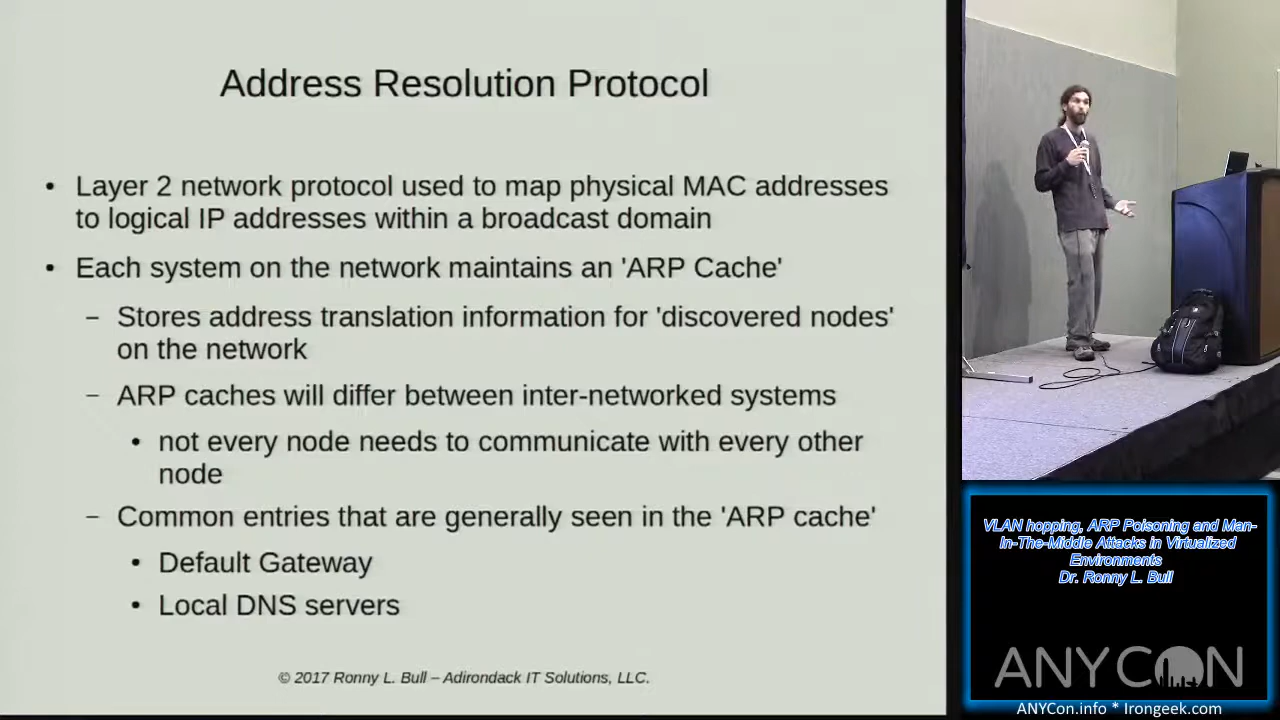 Address Resolution Protocol
• Layer 2 network protocol used to map physical MAC addresses
to logical IP addresses within a broadcast domain
• Each system on the network maintains an 'ARP Cache'
– Stores address translation information for 'discovered nodes'
on the network
– ARP caches will differ between inter-networked systems
• not every node needs to communicate with every other
node
– Common entries that are generally seen in the 'ARP cache'
• Default Gateway
• Local DNS servers
© 2017 Ronny L. Bull – Adirondack IT Solutions, LLC.
VLAN hopping, ARP Poisoning and Man-
In-The-Middle Attacks in Virtualized
Environments
Dr. Ronny L. Bull
ANYCON
ANYCon.info * Irongeek.com